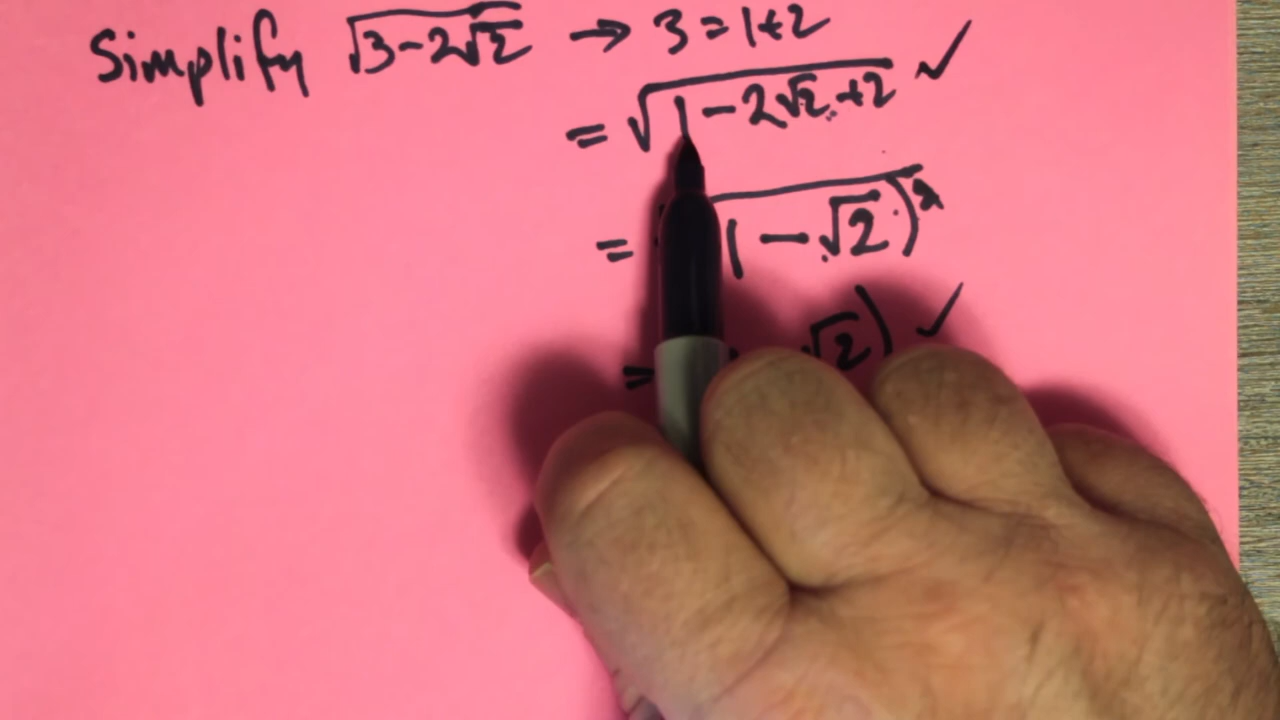 Simplify √(3-2√2) → 3=1+2
= √(1-2√2+2) ✓
= 1-√2)²
= √2) ✓